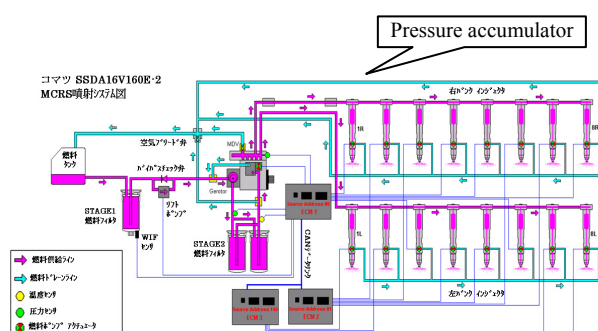 Pressure accumulator
コマツ SSDA16V160E-2
MCRS噴射システム図
右バンク インジェクタ
空気ブリード弁
MDV
1R
8R
燃料
タンク
バイパスチェック弁
Gerotor
STAGE1
燃料フィルタ
リフト
ポンプ
ECM 1
WIF
センサ
STAGE2
燃料フィルタ
CANデータリンク
1L
8L
左バンク インジェクタ
燃料供給ライン
燃料ドレーンライン
温度センサ
圧力センサ
燃料ポンプ アクチュエータ
ECM 3
ECM 2